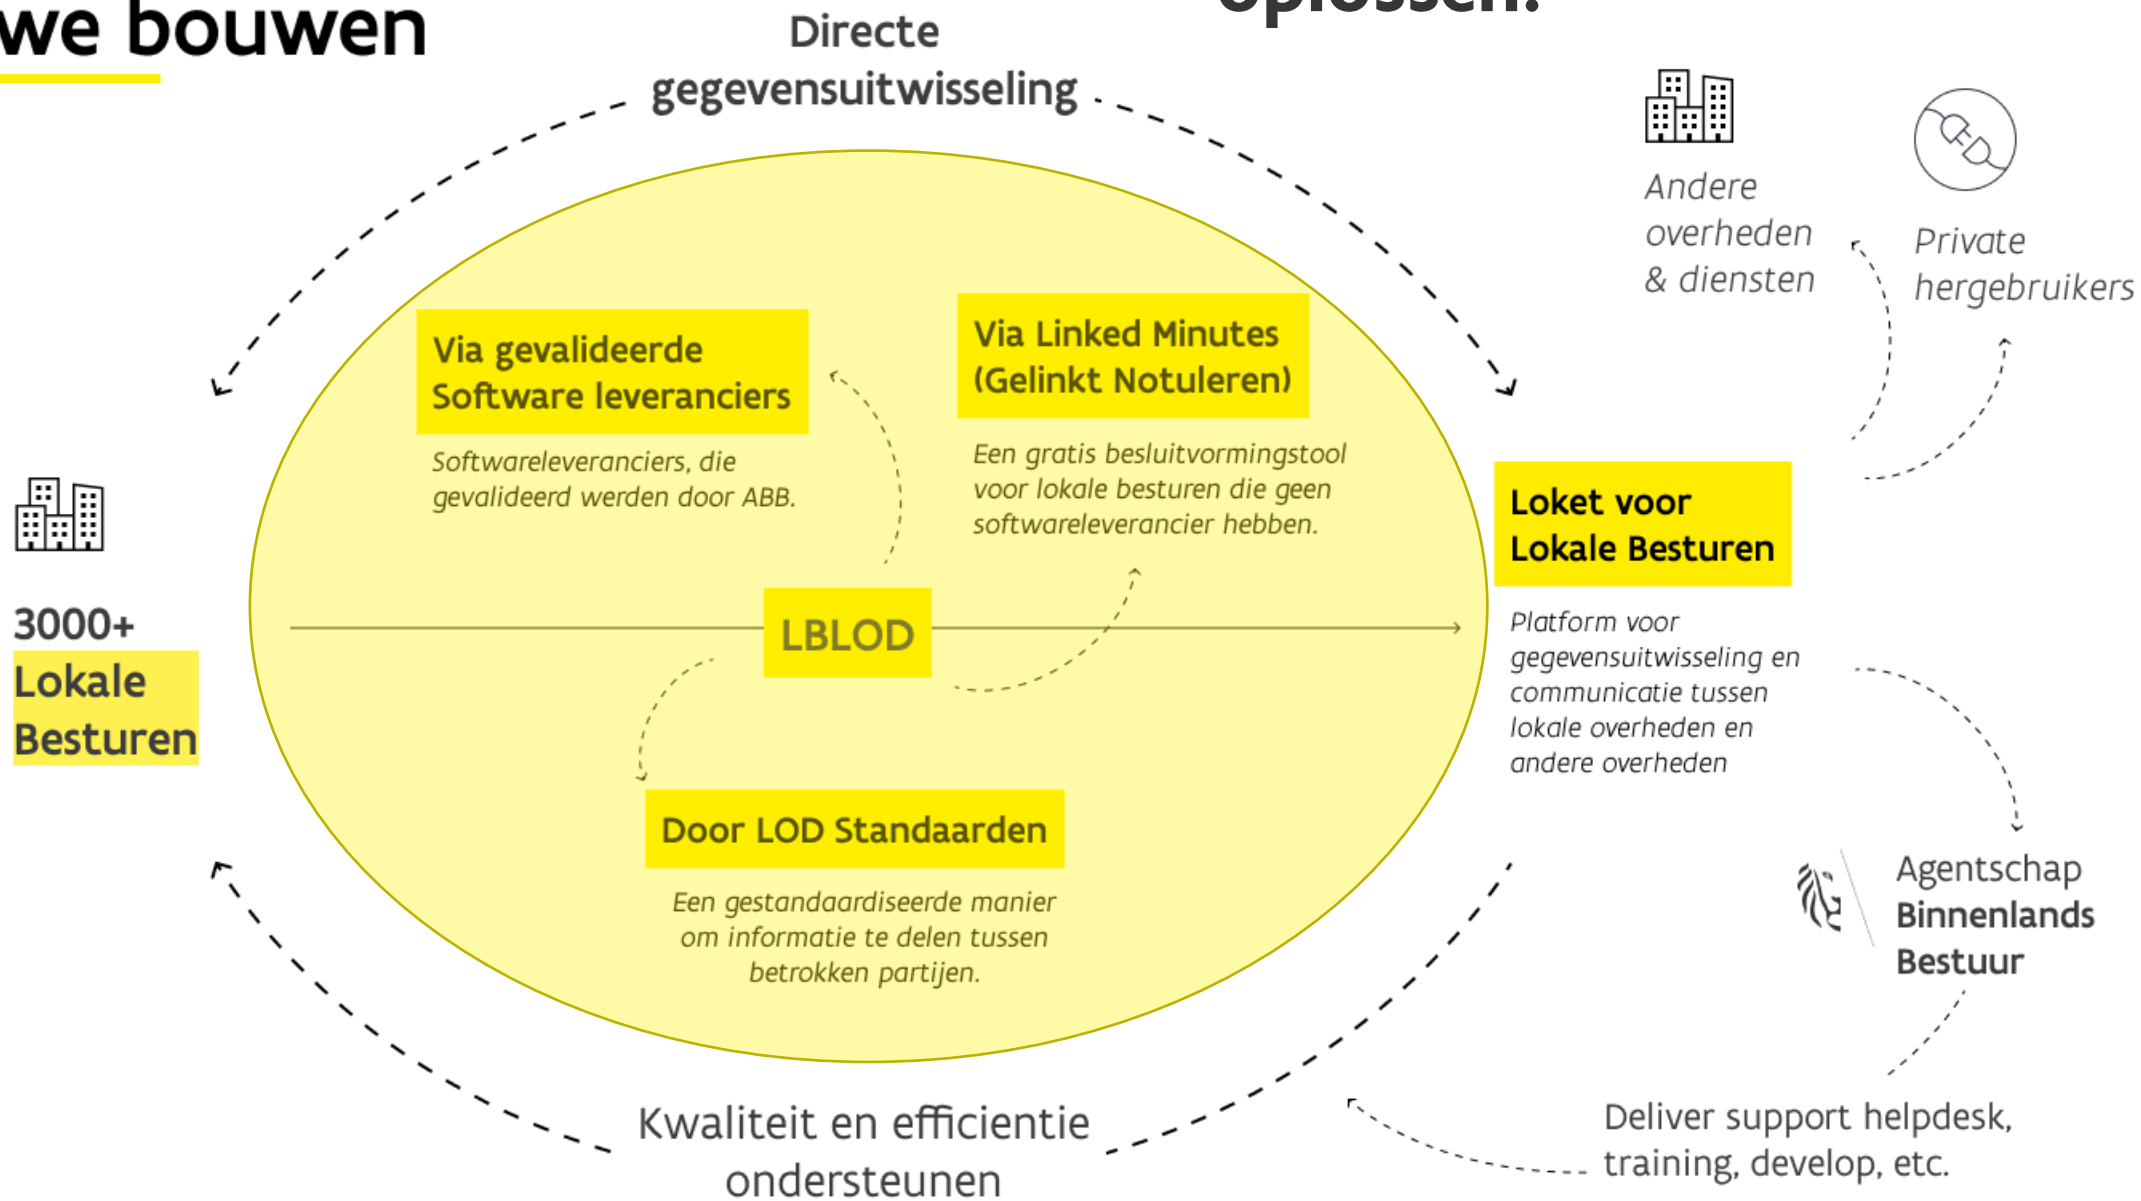 we bouwen
oplossen?
Directe
gegevensuitwisseling
Andere
overheden
& diensten
Private
hergebruikers
Via gevalideerde
Software leveranciers
Softwareleveranciers, die
gevalideerd werden door ABB.
Via Linked Minutes
(Gelinkt Notuleren)
Een gratis besluitvormingstool
voor lokale besturen die geen
softwareleverancier hebben.
3000+
Lokale
Besturen
LBLOD
Loket voor
Lokale Besturen
Platform voor
gegevensuitwisseling en
communicatie tussen
lokale overheden en
andere overheden
Door LOD Standaarden
Een gestandaardiseerde manier
om informatie te delen tussen
betrokken partijen.
Agentschap
Binnenlands
Bestuur
Kwaliteit en efficientie
ondersteunen
Deliver support helpdesk,
training, develop, etc.